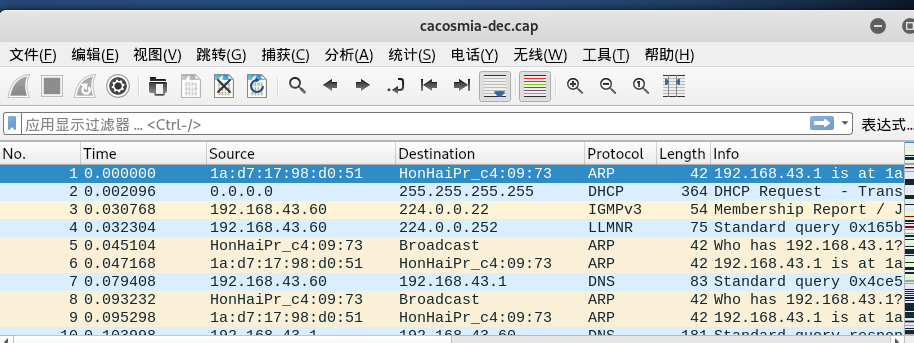 cacosmia-dec.cap
文件(F) 编辑(E) 视图(V) 跳转(G) 捕获(C) 分析(A) 统计(S) 电话(Y) 无线(W) 工具(T) 帮助(H)
应用显示过滤器 … <Ctrl-/> 表达式…
No. Time Source Destination Protocol Length Info
1 0.000000 1a:d7:17:98:d0:51 HonHaiPr_c4:09:73 ARP 42 192.168.43.1 is at 1a
2 0.002096 0.0.0.0 255.255.255.255 DHCP 364 DHCP Request - Trans
3 0.030768 192.168.43.60 224.0.0.22 IGMPv3 54 Membership Report / J
4 0.032304 192.168.43.60 224.0.0.252 LLMNR 75 Standard query 0x165b
5 0.045104 HonHaiPr_c4:09:73 Broadcast ARP 42 Who has 192.168.43.1?
6 0.047168 1a:d7:17:98:d0:51 HonHaiPr_c4:09:73 ARP 42 192.168.43.1 is at 1a
7 0.079408 192.168.43.60 192.168.43.1 DNS 83 Standard query 0x4ce5
8 0.093232 HonHaiPr_c4:09:73 Broadcast ARP 42 Who has 192.168.43.1?
9 0.095298 1a:d7:17:98:d0:51 HonHaiPr_c4:09:73 ARP 42 192.168.43.1 is at 1a
10 0.103998 192.168.43.1 192.168.43.60 DNS 181 Standard query respon